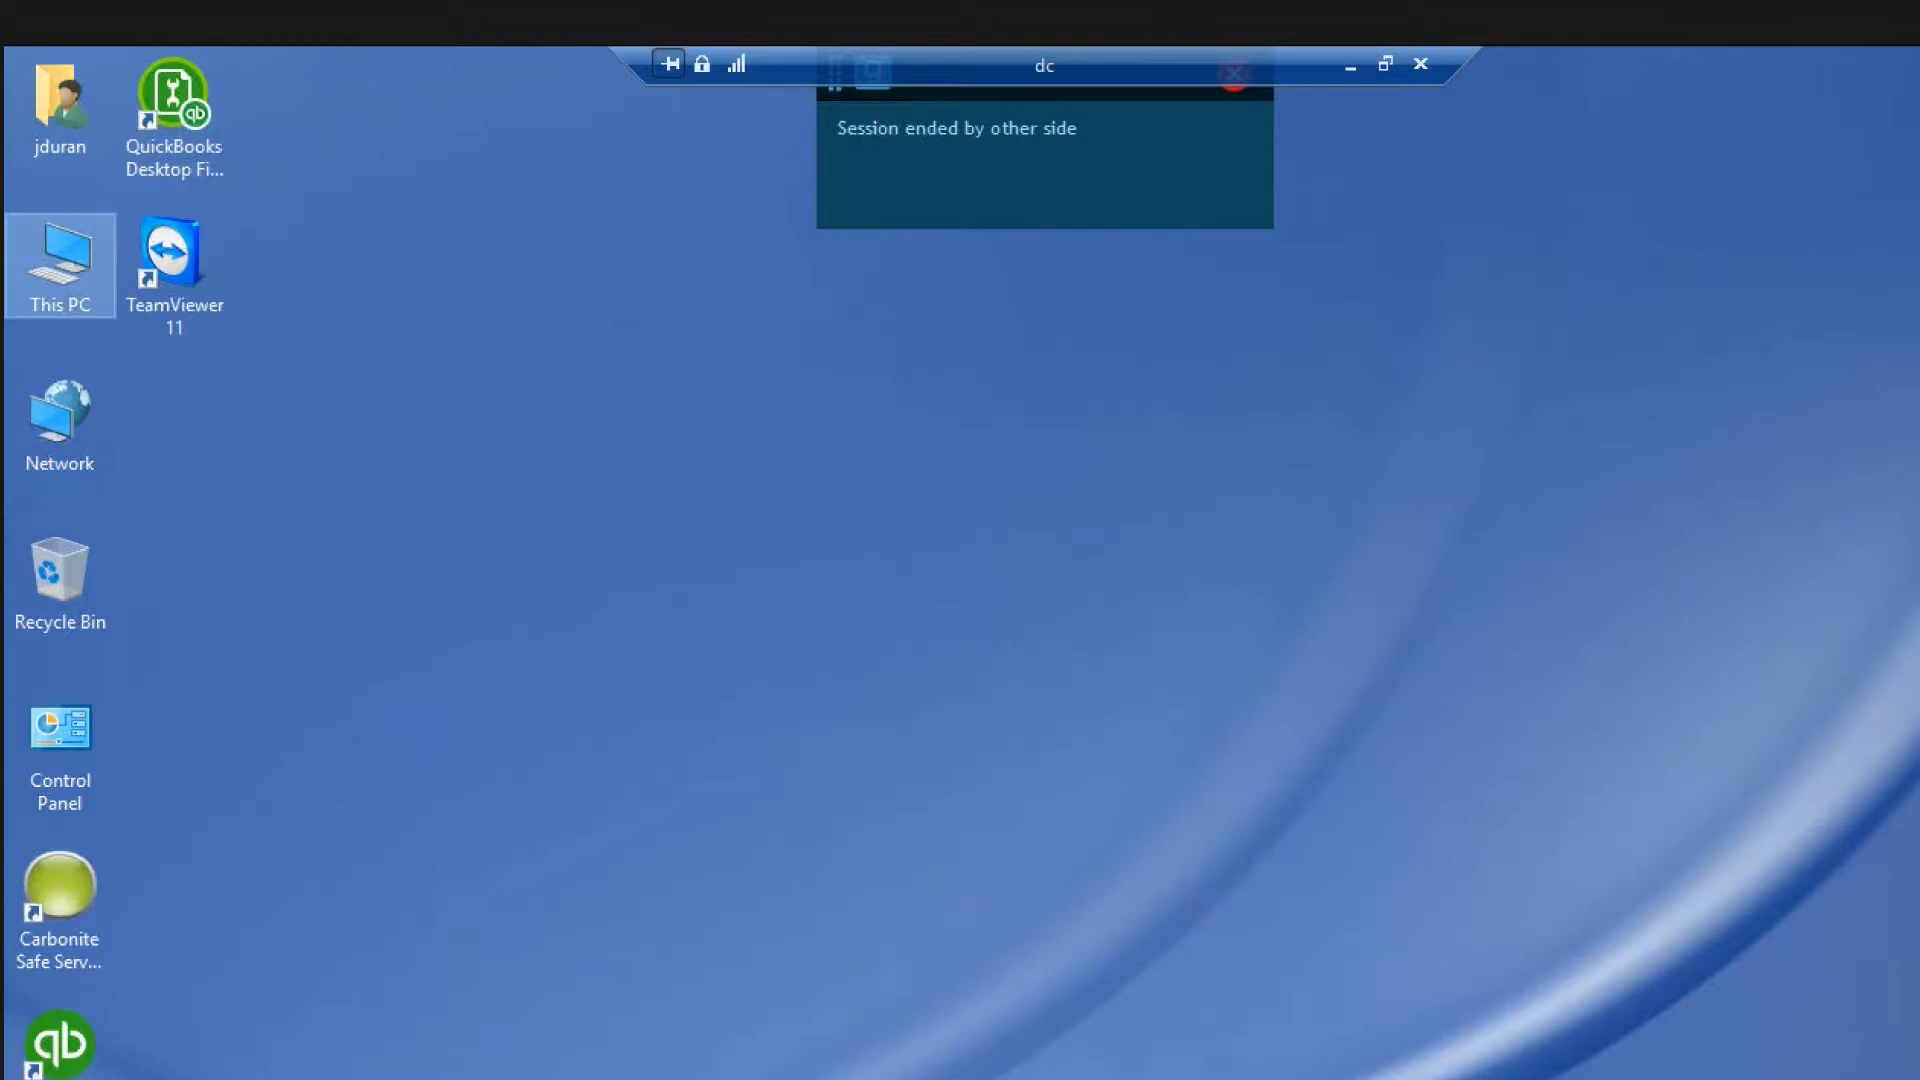 dc
Session ended by other side
jduran
QuickBooks
Desktop Fi...
This PC
TeamViewer
11
Network
Recycle Bin
Control
Panel
Carbonite
Safe Serv...
qb